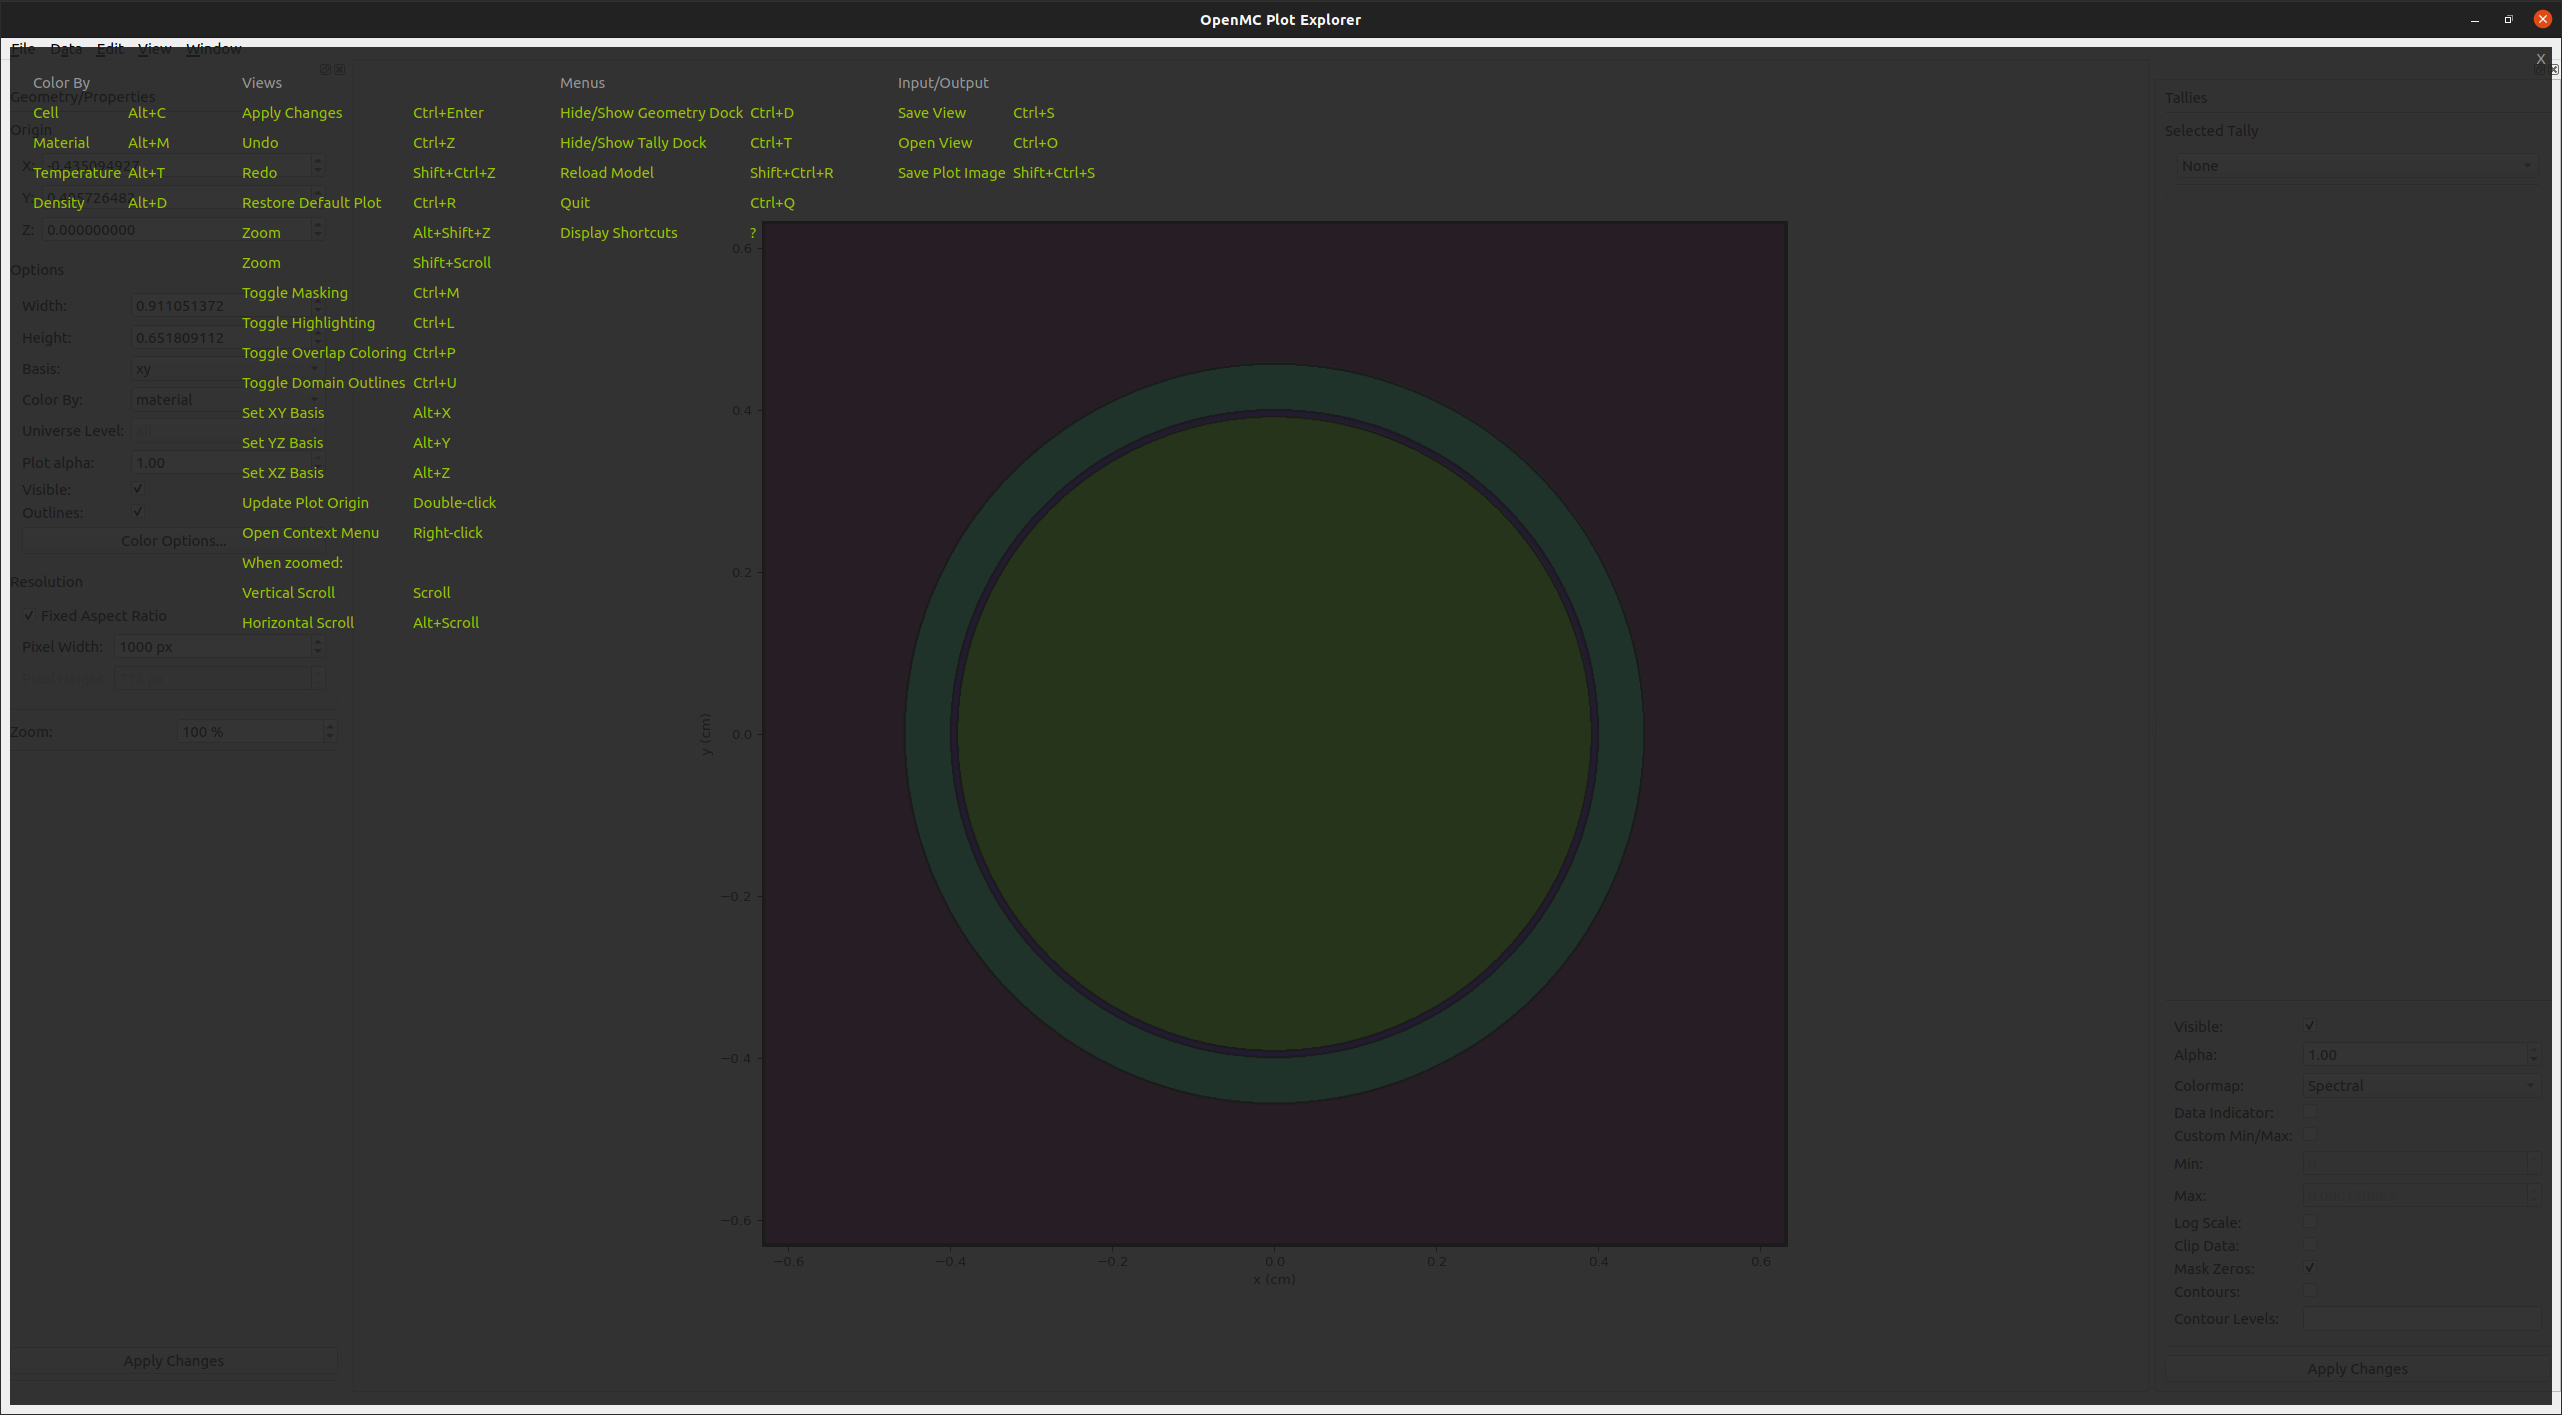 OpenMC Plot Explorer
File Data Edit View Window
X
Color By
Cell Alt+C
Material Alt+M
Temperature Alt+T
Density Alt+D
Views
Apply Changes Ctrl+Enter
Undo Ctrl+Z
Redo Shift+Ctrl+Z
Restore Default Plot Ctrl+R
Zoom Alt+Shift+Z
Zoom Shift+Scroll
Toggle Masking Ctrl+M
Toggle Highlighting Ctrl+L
Toggle Overlap Coloring Ctrl+P
Toggle Domain Outlines Ctrl+U
Set XY Basis Alt+X
Set YZ Basis Alt+Y
Set XZ Basis Alt+Z
Update Plot Origin Double-click
Open Context Menu Right-click
When zoomed:
Vertical Scroll Scroll
Horizontal Scroll Alt+Scroll
Menus
Hide/Show Geometry Dock Ctrl+D
Hide/Show Tally Dock Ctrl+T
Reload Model Shift+Ctrl+R
Quit Ctrl+Q
Display Shortcuts ?
Input/Output
Save View Ctrl+S
Open View Ctrl+O
Save Plot Image Shift+Ctrl+S
Geometry/Properties
Origin
X: -0.435094927
Y:
Z: 0.000000000
Options
Width: 0.911051372
Height: 0.651809112
Basis: xy
Color By: material
Universe Level: all
Plot alpha: 1.00
Visible:
Outlines:
Color Options...
Resolution
Fixed Aspect Ratio
Pixel Width: 1000 px
Pixel Height:
Zoom: 100 %
Apply Changes
0.6
0.4
0.2
0.0
−0.2
−0.4
−0.6
y (cm)
−0.6 −0.4 −0.2 0.0 0.2 0.4 0.6
x (cm)
Tallies
Selected Tally
None
Visible:
Alpha: 1.00
Colormap: Spectral
Data Indicator:
Custom Min/Max:
Min:
Max:
Log Scale:
Clip Data:
Mask Zeros:
Contours:
Contour Levels:
Apply Changes